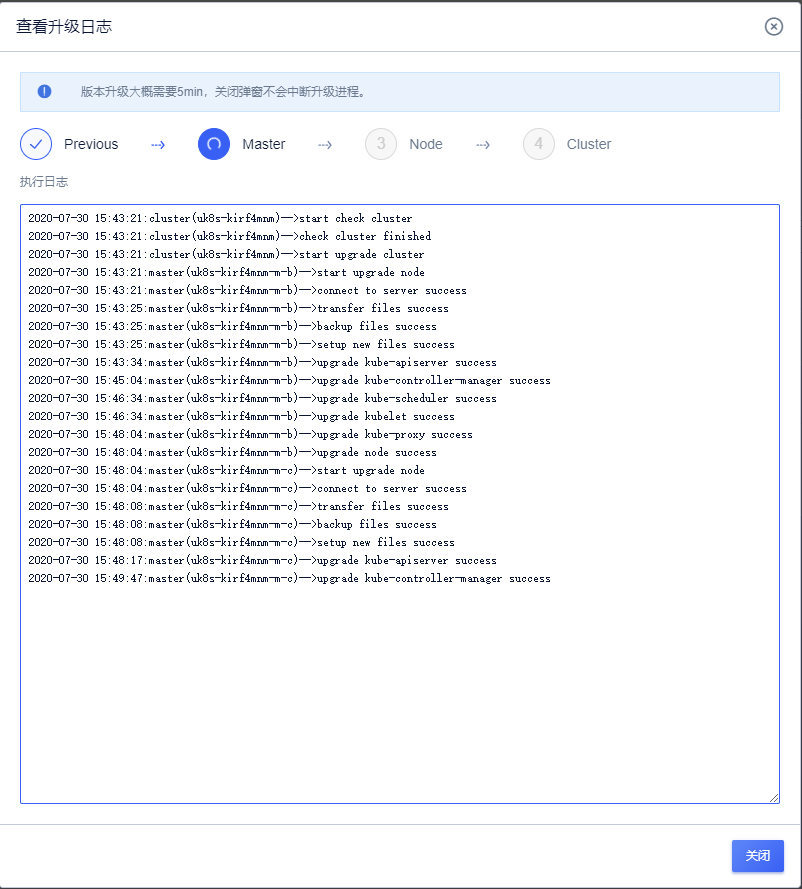 查看升级日志
版本升级大概需要5min，关闭弹窗不会中断升级进程。
Previous Master 3 Node 4 Cluster
执行日志
2020-07-30 15:43:21:cluster(uk8s-kirf4mnm)-->start check cluster
2020-07-30 15:43:21:cluster(uk8s-kirf4mnm)-->check cluster finished
2020-07-30 15:43:21:cluster(uk8s-kirf4mnm)-->start upgrade cluster
2020-07-30 15:43:21:master(uk8s-kirf4mnm-m-b)-->start upgrade node
2020-07-30 15:43:21:master(uk8s-kirf4mnm-m-b)-->connect to server success
2020-07-30 15:43:25:master(uk8s-kirf4mnm-m-b)-->transfer files success
2020-07-30 15:43:25:master(uk8s-kirf4mnm-m-b)-->backup files success
2020-07-30 15:43:25:master(uk8s-kirf4mnm-m-b)-->setup new files success
2020-07-30 15:43:34:master(uk8s-kirf4mnm-m-b)-->upgrade kube-apiserver success
2020-07-30 15:45:04:master(uk8s-kirf4mnm-m-b)-->upgrade kube-controller-manager success
2020-07-30 15:46:34:master(uk8s-kirf4mnm-m-b)-->upgrade kube-scheduler success
2020-07-30 15:46:34:master(uk8s-kirf4mnm-m-b)-->upgrade kubelet success
2020-07-30 15:48:04:master(uk8s-kirf4mnm-m-b)-->upgrade kube-proxy success
2020-07-30 15:48:04:master(uk8s-kirf4mnm-m-b)-->upgrade node success
2020-07-30 15:48:04:master(uk8s-kirf4mnm-m-c)-->start upgrade node
2020-07-30 15:48:04:master(uk8s-kirf4mnm-m-c)-->connect to server success
2020-07-30 15:48:08:master(uk8s-kirf4mnm-m-c)-->transfer files success
2020-07-30 15:48:08:master(uk8s-kirf4mnm-m-c)-->backup files success
2020-07-30 15:48:08:master(uk8s-kirf4mnm-m-c)-->setup new files success
2020-07-30 15:48:17:master(uk8s-kirf4mnm-m-c)-->upgrade kube-apiserver success
2020-07-30 15:49:47:master(uk8s-kirf4mnm-m-c)-->upgrade kube-controller-manager success
关闭